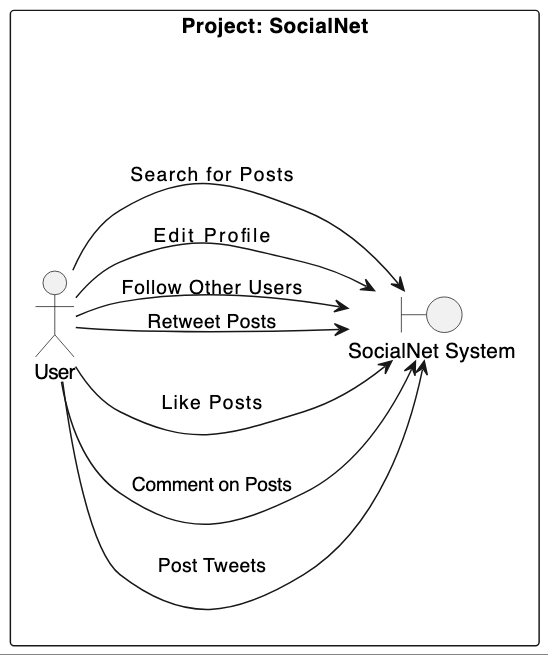 Project: SocialNet
Search for Posts
Edit Profile
Follow Other Users
Retweet Posts
SocialNet System
User
Like Posts
Comment on Posts
Post Tweets